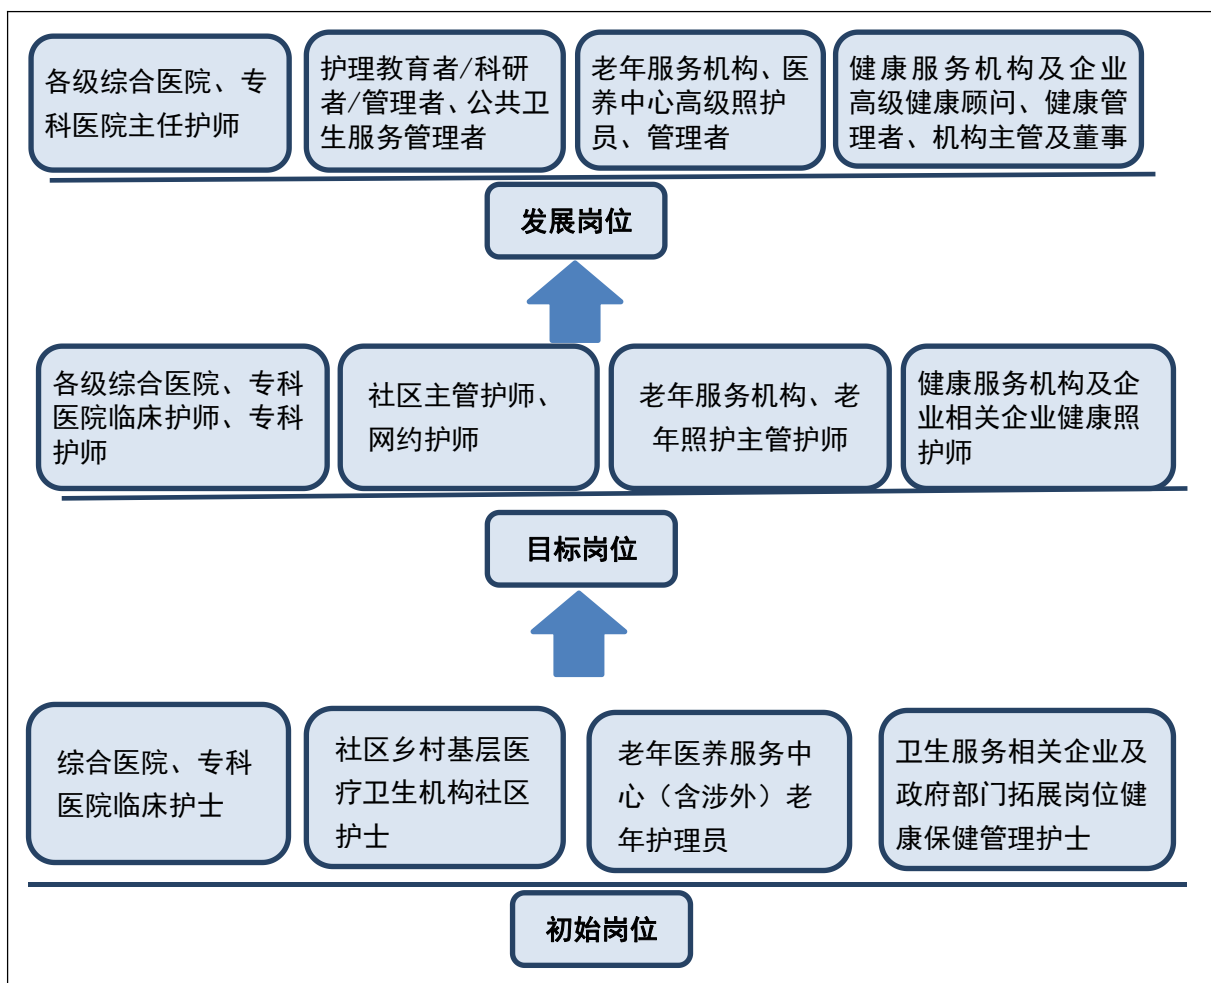 各级综合医院、专
科医院主任护师
护理教育者/科研
者/管理者、公共卫
生服务管理者
老年服务机构、医
养中心高级照护
员、管理者
健康服务机构及企业
高级健康顾问、健康管
理者、机构主管及董事
发展岗位
各级综合医院、专科
医院临床护师、专科
护师
社区主管护师、
网约护师
老年服务机构、老
年照护主管护师
健康服务机构及企
业相关企业健康照
护师
目标岗位
综合医院、专科
医院临床护士
社区乡村基层医
疗卫生机构社区
护士
老年医养服务中
心（含涉外）老
年护理员
卫生服务相关企业及
政府部门拓展岗位健
康保健管理护士
初始岗位